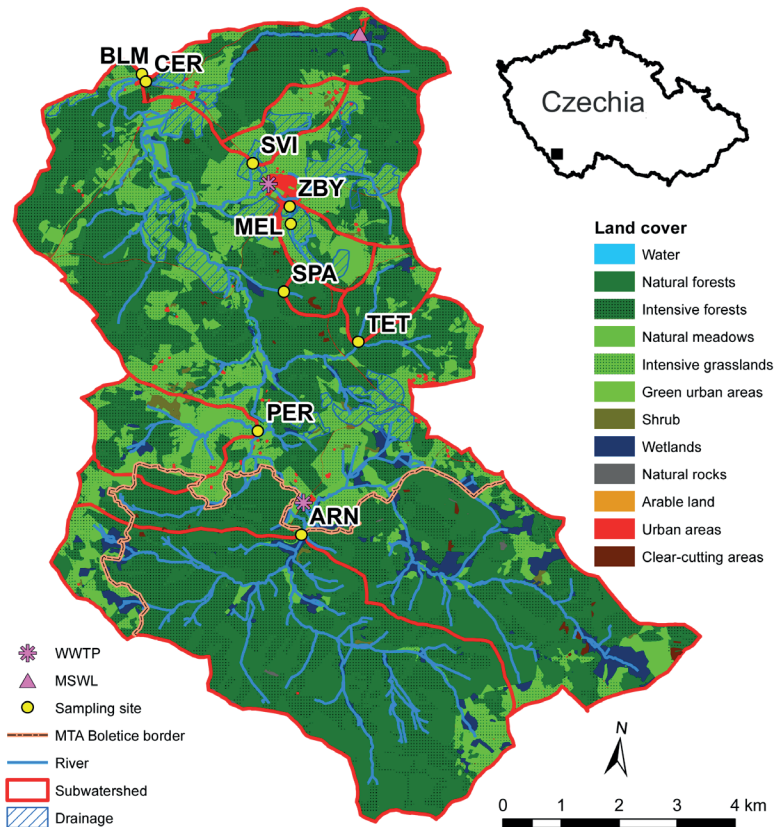 BLM
CER
SVI
ZBY
MEL
SPA
TET
PER
ARN
Czechia
Land cover
Water
Natural forests
Intensive forests
Natural meadows
Intensive grasslands
Green urban areas
Shrub
Wetlands
Natural rocks
Arable land
Urban areas
Clear-cutting areas
WWTP
MSWL
Sampling site
MTA Boletice border
River
Subwatershed
Drainage
N
0 1 2 3 4 km